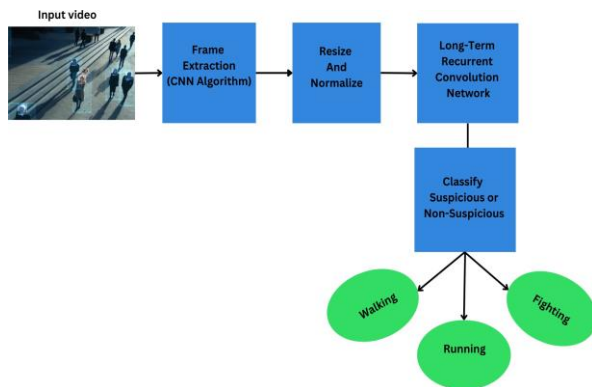 Input video
Frame
Extraction
(CNN Algorithm)
Resize
And
Normalize
Long-Term
Recurrent
Convolution
Network
Classify
Suspicious or
Non-Suspicious
Walking
Running
Fighting